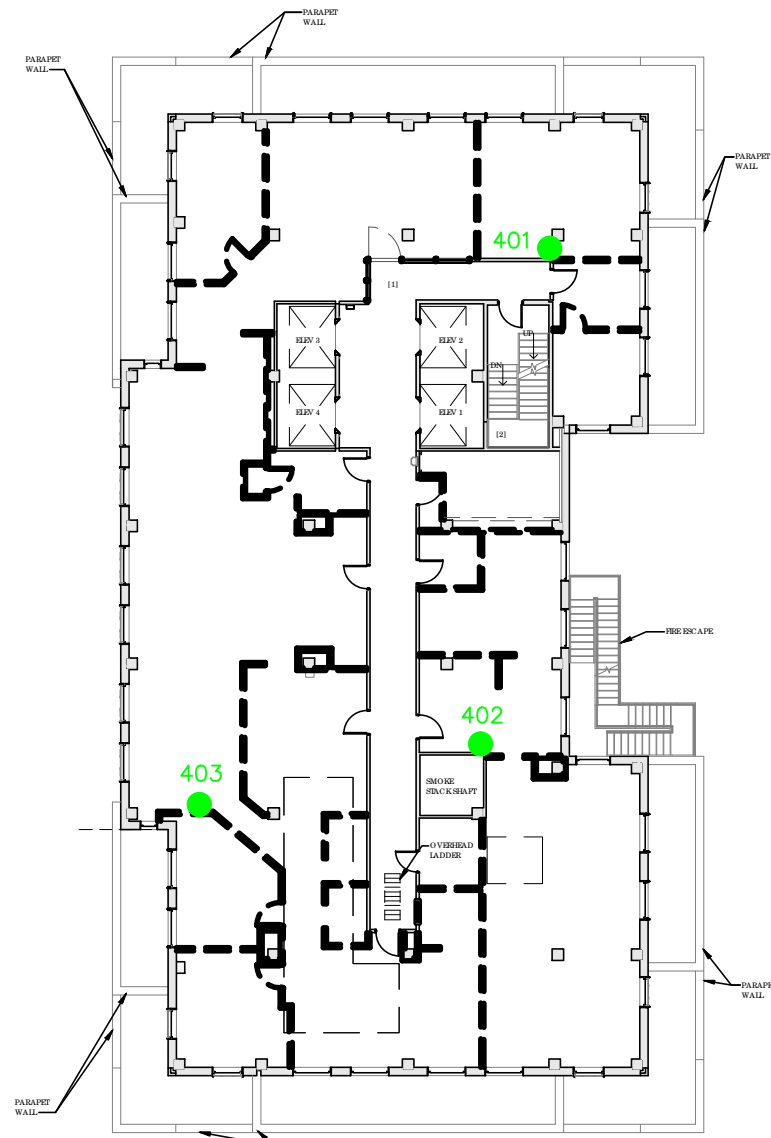 PARAPET
WALL
PARAPET
WALL
PARAPET
WALL
401
[1]
ELEV 3
ELEV 2
UP
DN
ELEV 4
ELEV 1
[2]
FIRE ESCAPE
402
403
SMOKE
STACK SHAFT
OVERHEAD
LADDER
PARAPE
WALL
PARAPET
WALL